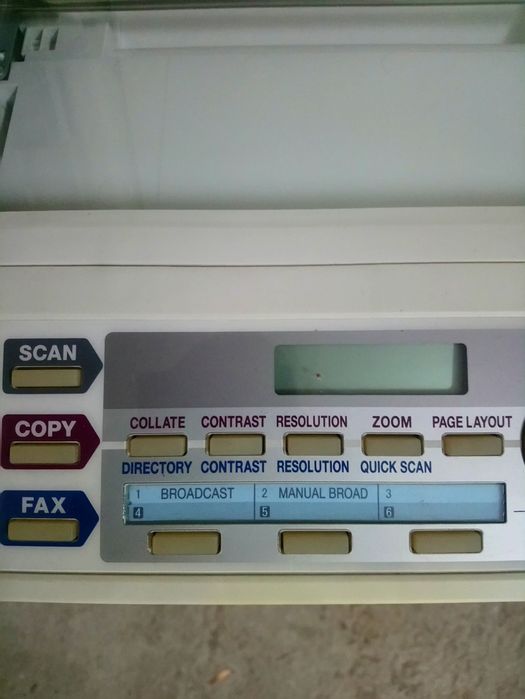 SCAN
COLLATE CONTRAST RESOLUTION ZOOM PAGE LAYOUT
COPY
DIRECTORY CONTRAST RESOLUTION QUICK SCAN
1 BROADCAST 2 MANUAL BROAD 3
FAX
4 5 6